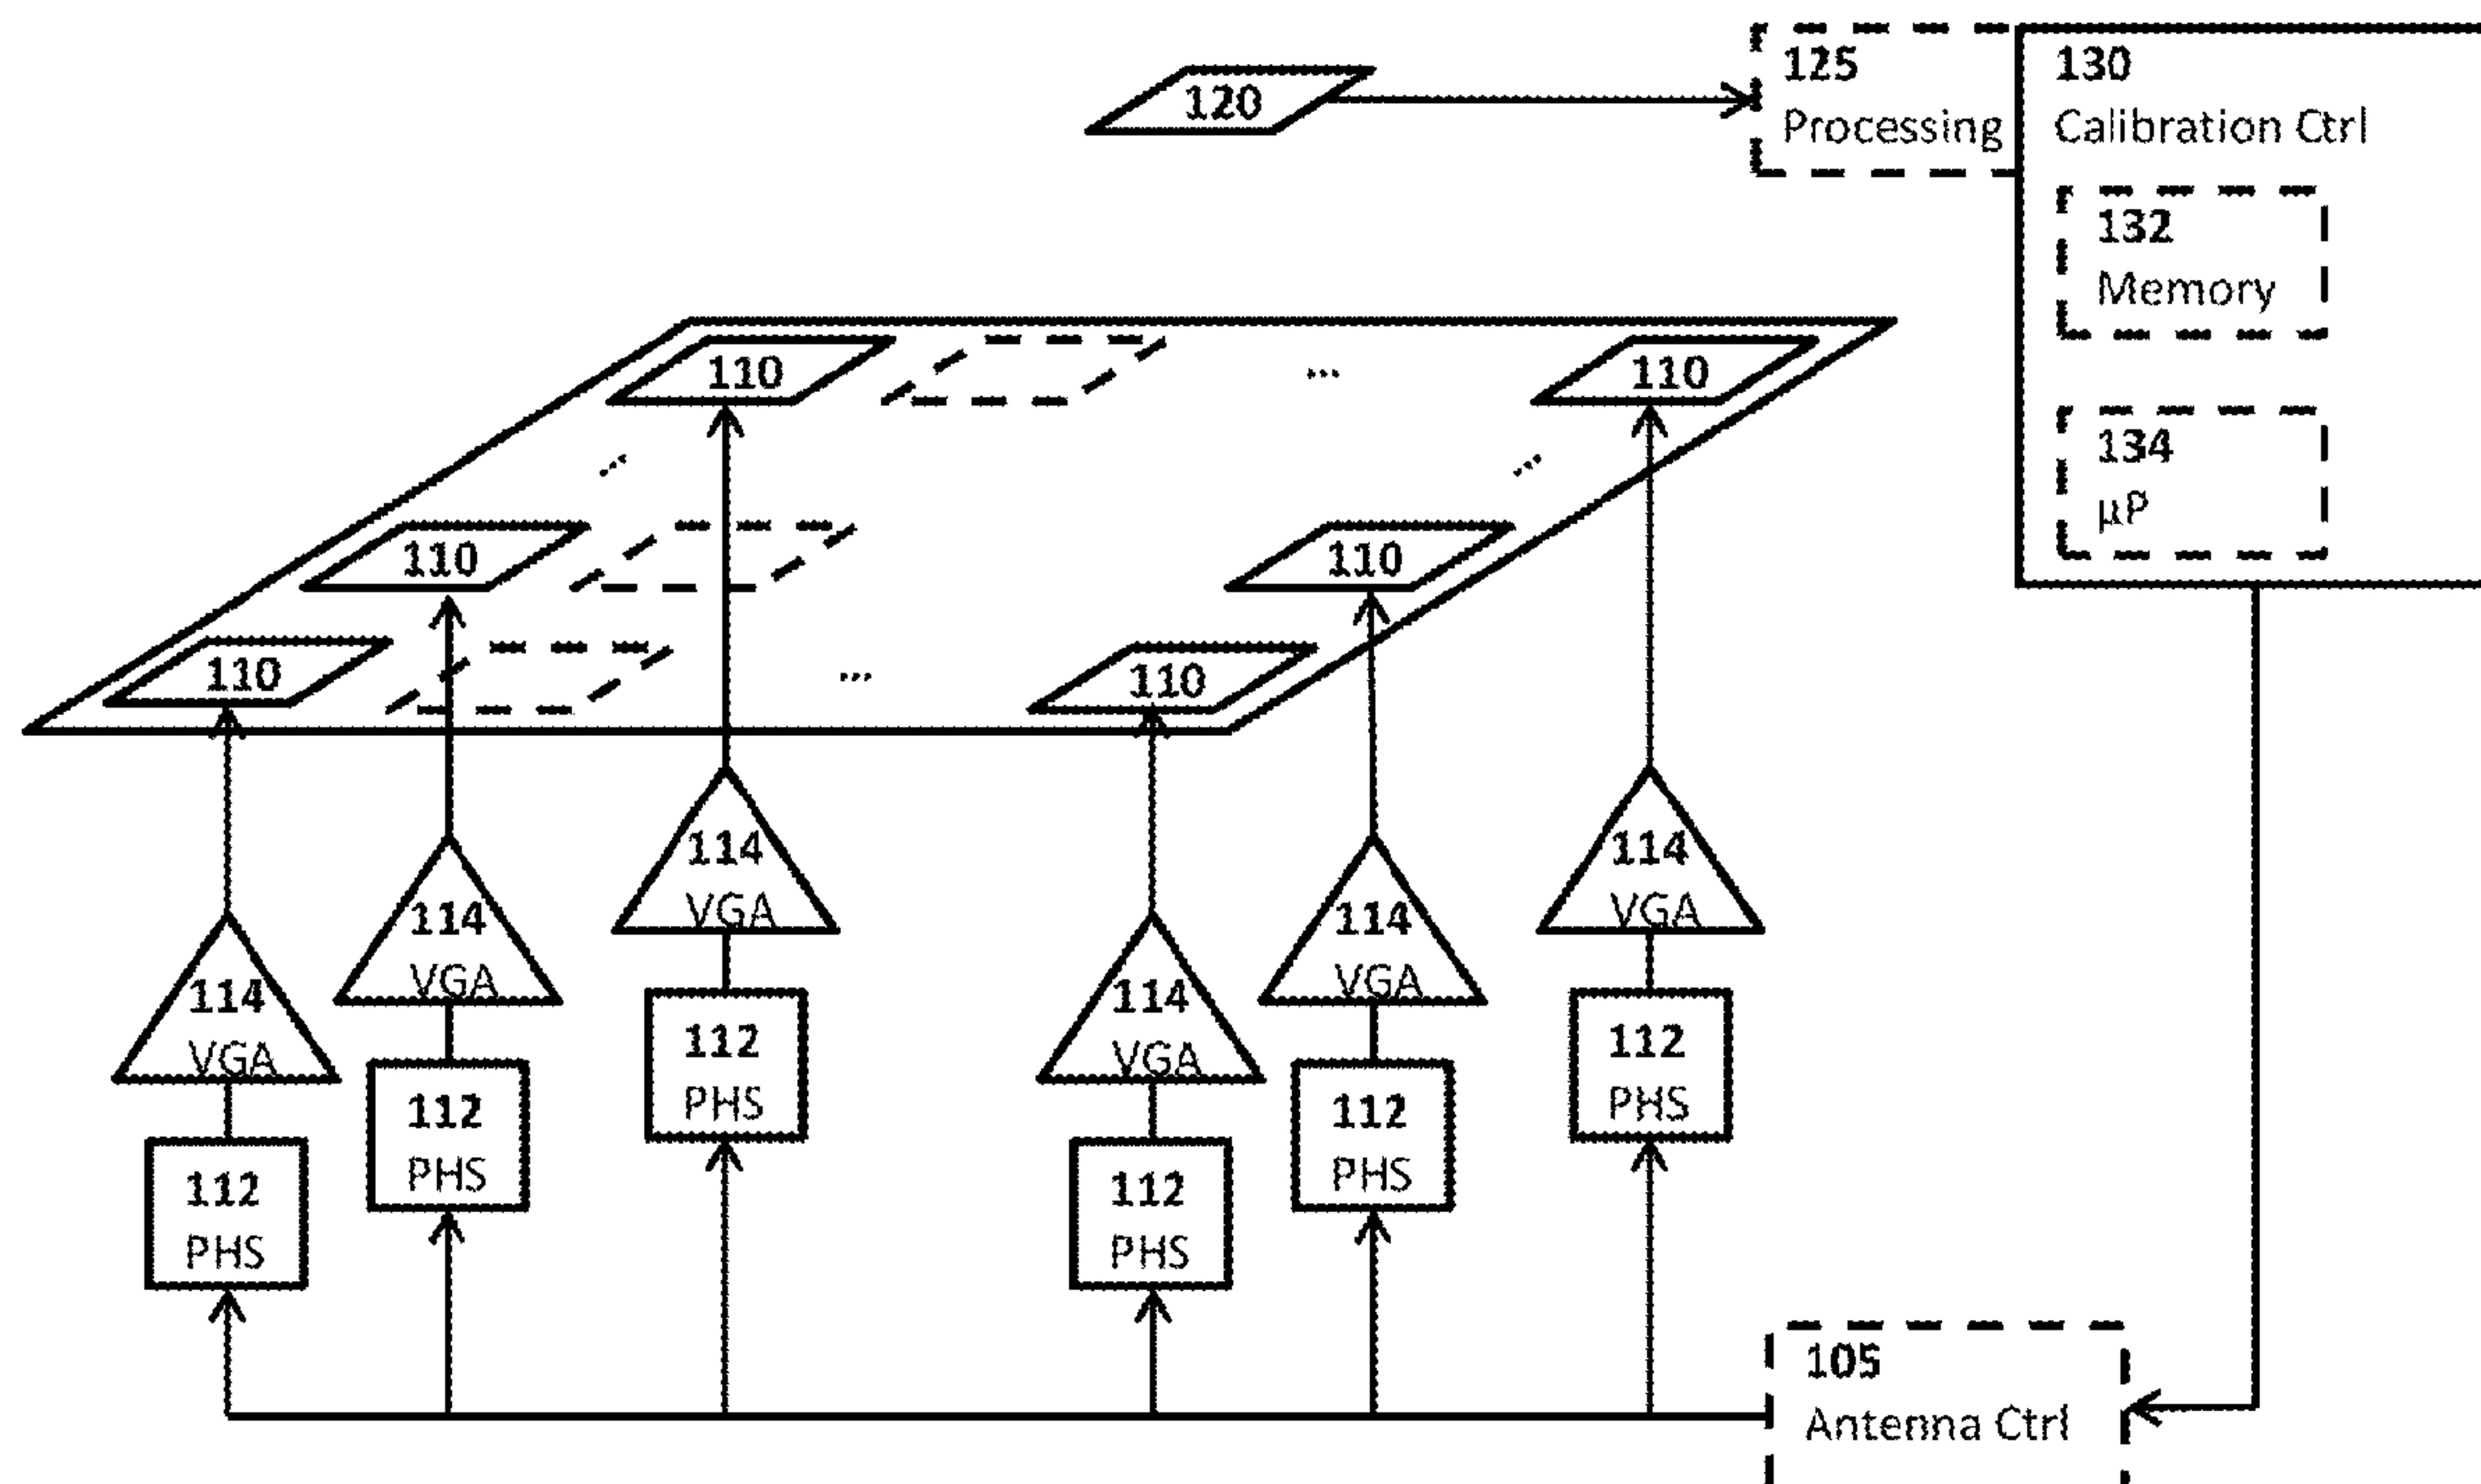 120
125
Processing
130
Calibration Ctrl
132
Memory
134
µP
110
...
110
...
...
110
110
110
...
110
114
VGA
114
VGA
114
VGA
114
VGA
114
VGA
114
VGA
112
PHS
112
PHS
112
PHS
112
PHS
112
PHS
112
PHS
105
Antenna Ctrl